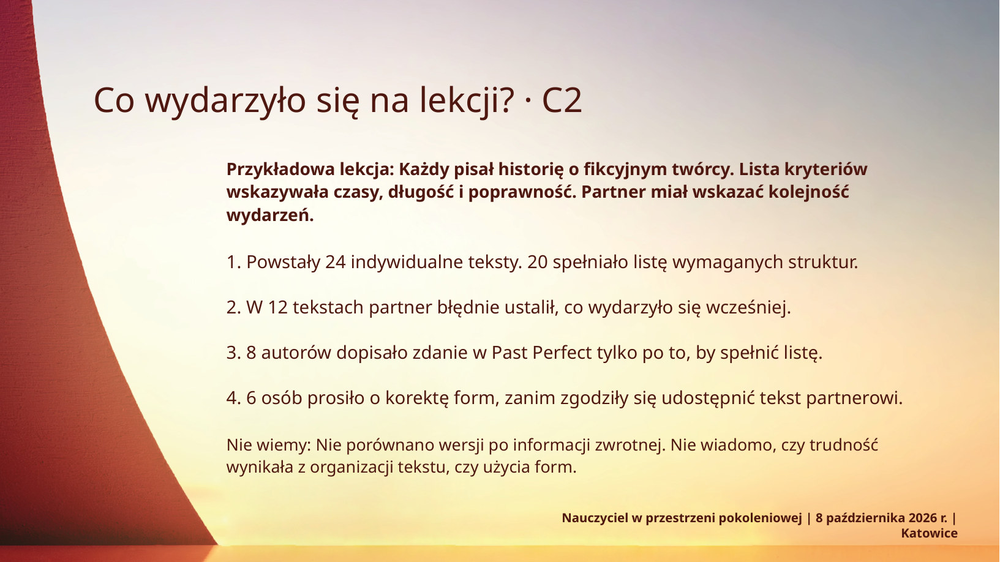 Co wydarzyło się na lekcji? · C2
Przykładowa lekcja: Każdy pisał historię o fikcyjnym twórcy. Lista kryteriów
wskazywała czasy, długość i poprawność. Partner miał wskazać kolejność
wydarzeń.
1. Powstały 24 indywidualne teksty. 20 spełniało listę wymaganych struktur.
2. W 12 tekstach partner błędnie ustalił, co wydarzyło się wcześniej.
3. 8 autorów dopisało zdanie w Past Perfect tylko po to, by spełnić listę.
4. 6 osób prosiło o korektę form, zanim zgodziły się udostępnić tekst partnerowi.
Nie wiemy: Nie porównano wersji po informacji zwrotnej. Nie wiadomo, czy trudność
wynikała z organizacji tekstu, czy użycia form.
Nauczyciel w przestrzeni pokoleniowej | 8 października 2026 r. |
Katowice